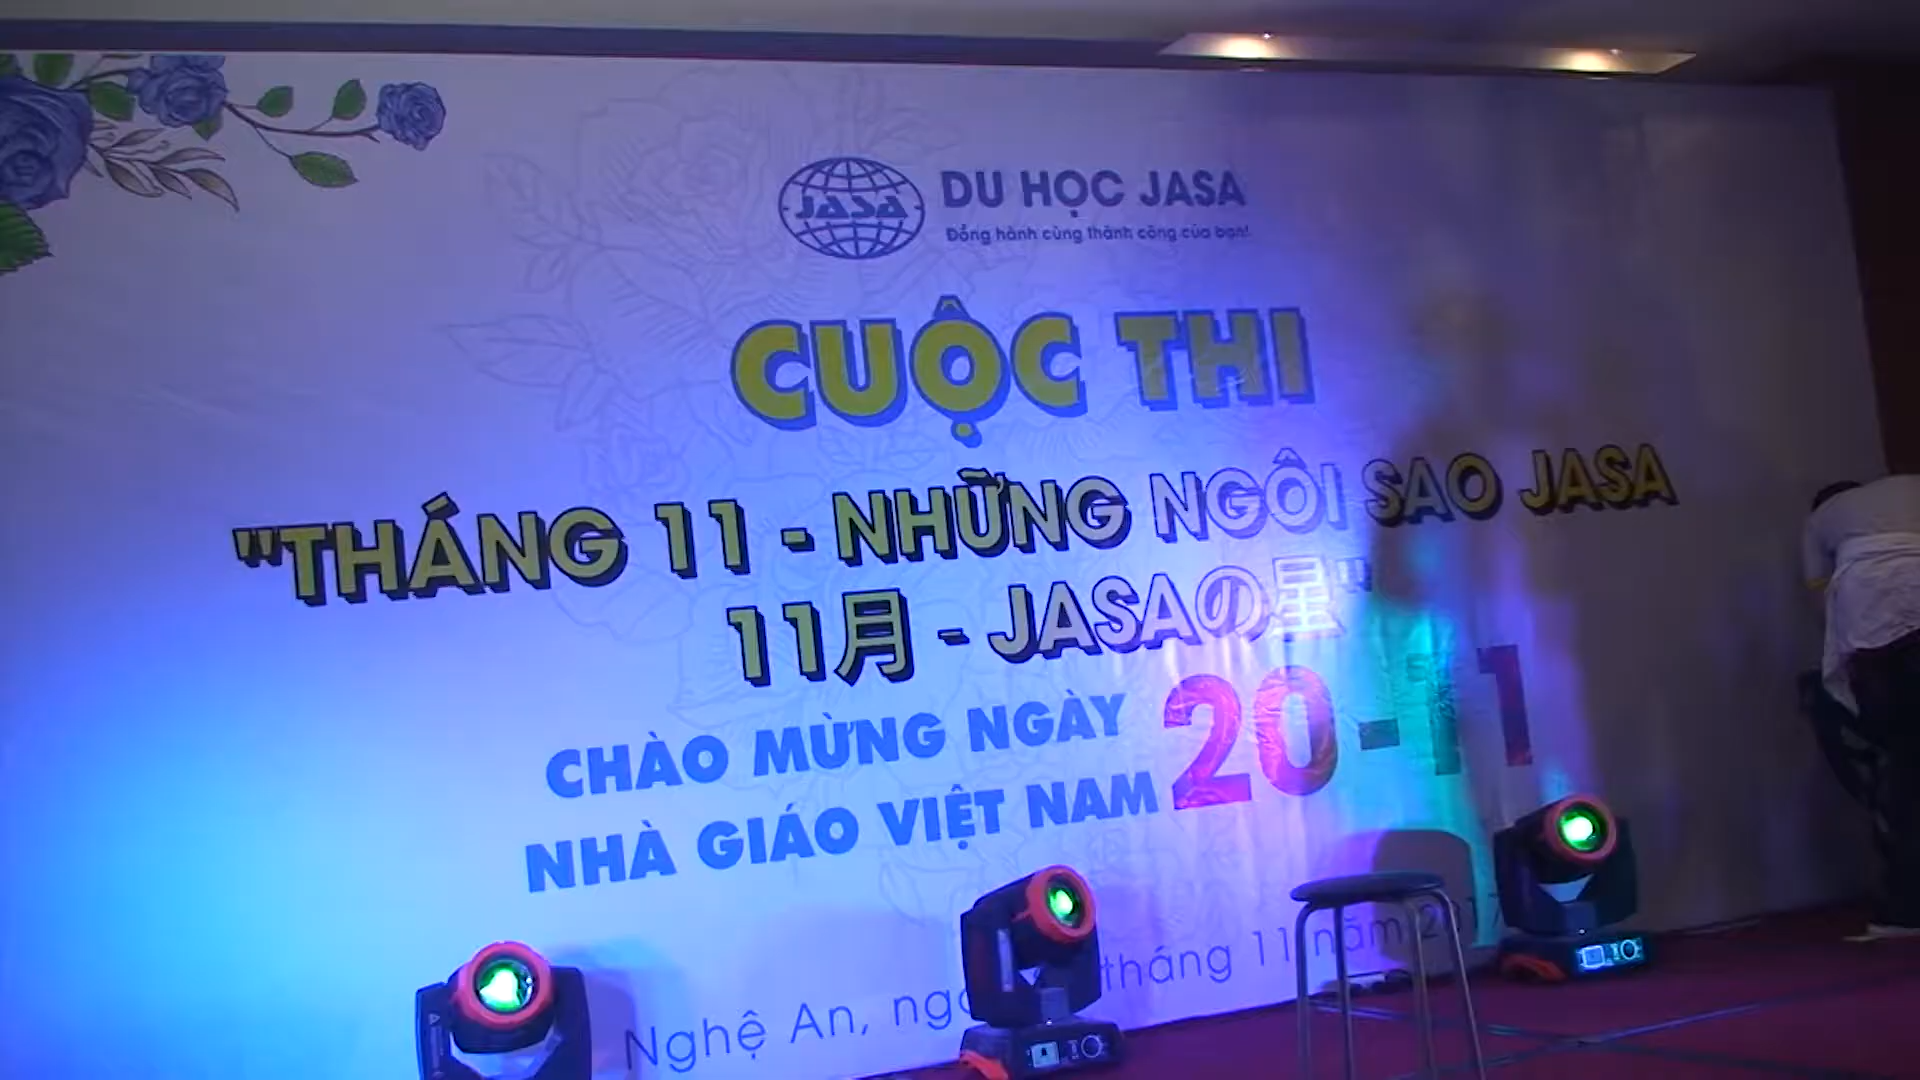 JASA
DU HỌC JASA
Đồng hành cùng thành công của bạn!
CUỘC THI
"THÁNG 11 - NHỮNG NGÔI SAO JASA
11月 - JASAの星"
CHÀO MỪNG NGÀY
NHÀ GIÁO VIỆT NAM
20-11
Nghệ An, tháng 11 năm